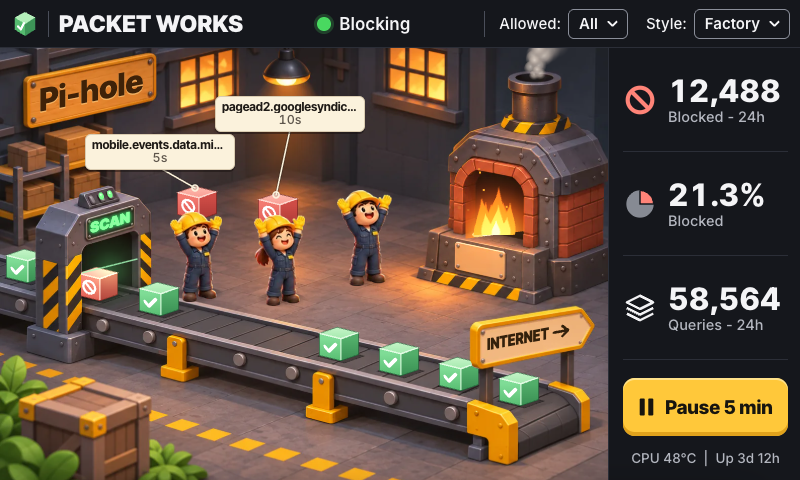 PACKET WORKS
Blocking
Allowed: All
Style: Factory
Pi-hole
pagead2.googlesyndic...
10s
mobile.events.data.mi...
5s
SCAN
INTERNET →
12,488
Blocked - 24h
21.3%
Blocked
58,564
Queries - 24h
Pause 5 min
CPU 48°C | Up 3d 12h